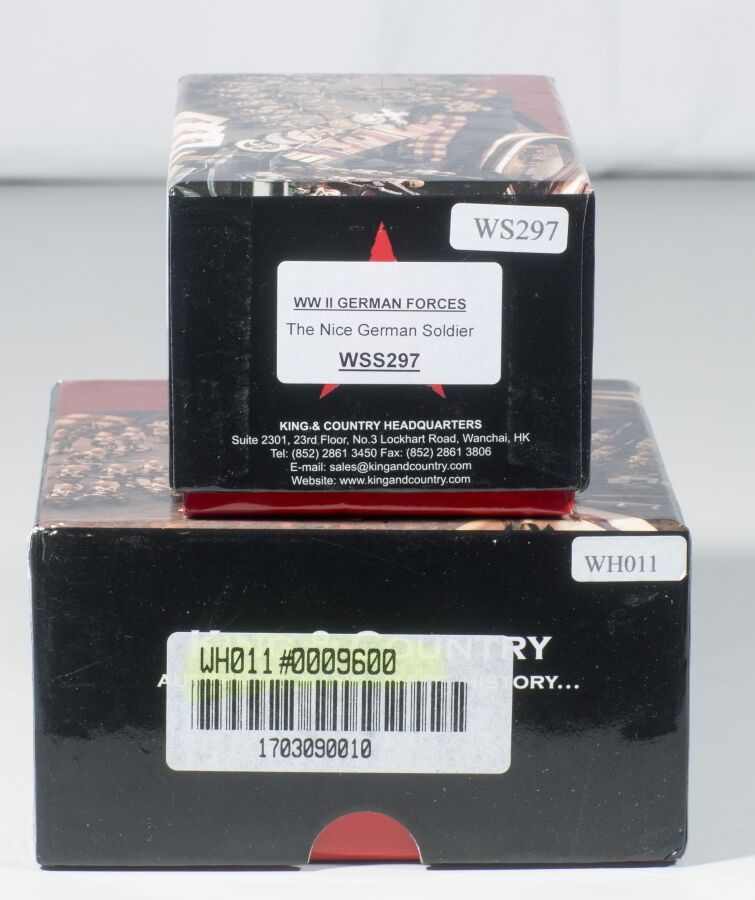 WS297
WW II GERMAN FORCES
The Nice German Soldier
WSS297
KING & COUNTRY HEADQUARTERS
Suite 2301, 23rd Floor, No.3 Lockhart Road, Wanchai, HK
Tel: (852) 2861 3450 Fax: (852) 2861 3806
E-mail: sales@kingandcountry.com
Website: www.kingandcountry.com
WH011
KING & COUNTRY
WH011 #0009600
1703090010